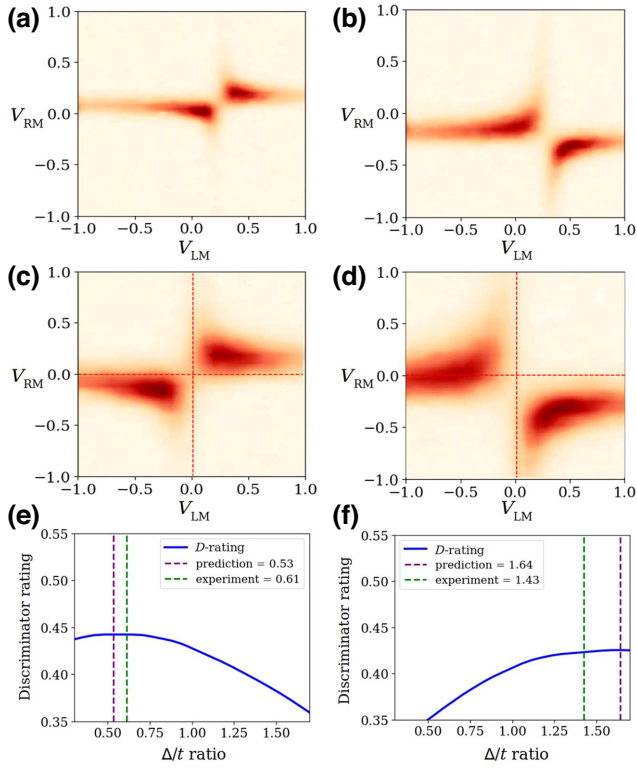 (a)
1.0
0.5
V_RM 0.0
−0.5
−1.0
−1.0 −0.5 0.0 0.5 1.0
V_LM
(b)
1.0
0.5
V_RM 0.0
−0.5
−1.0
−1.0 −0.5 0.0 0.5 1.0
V_LM
(c)
1.0
0.5
V_RM 0.0
−0.5
−1.0
−1.0 −0.5 0.0 0.5 1.0
V_LM
(d)
1.0
0.5
V_RM 0.0
−0.5
−1.0
−1.0 −0.5 0.0 0.5 1.0
V_LM
(e)
Discriminator rating
0.55
0.50
0.45
0.40
0.35
D-rating
prediction = 0.53
experiment = 0.61
0.50 0.75 1.00 1.25 1.50
Δ/t ratio
(f)
Discriminator rating
0.55
0.50
0.45
0.40
0.35
D-rating
prediction = 1.64
experiment = 1.43
0.50 0.75 1.00 1.25 1.50
Δ/t ratio